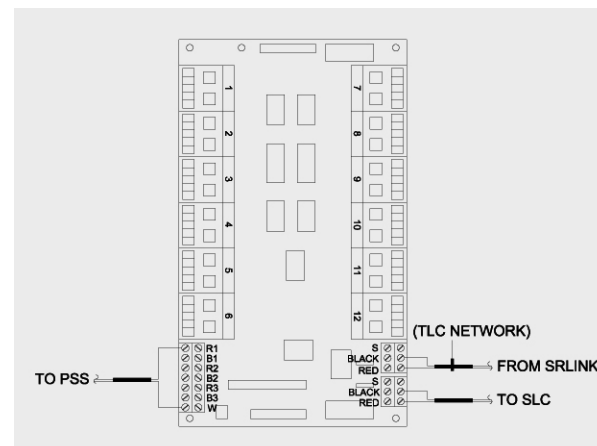 1
2
3
4
5
6
7
8
9
10
11
12
R1
B1
R2
B2
R3
B3
W
TO PSS
S
BLACK
RED
S
BLACK
RED
(TLC NETWORK)
FROM SRLINK
TO SLC